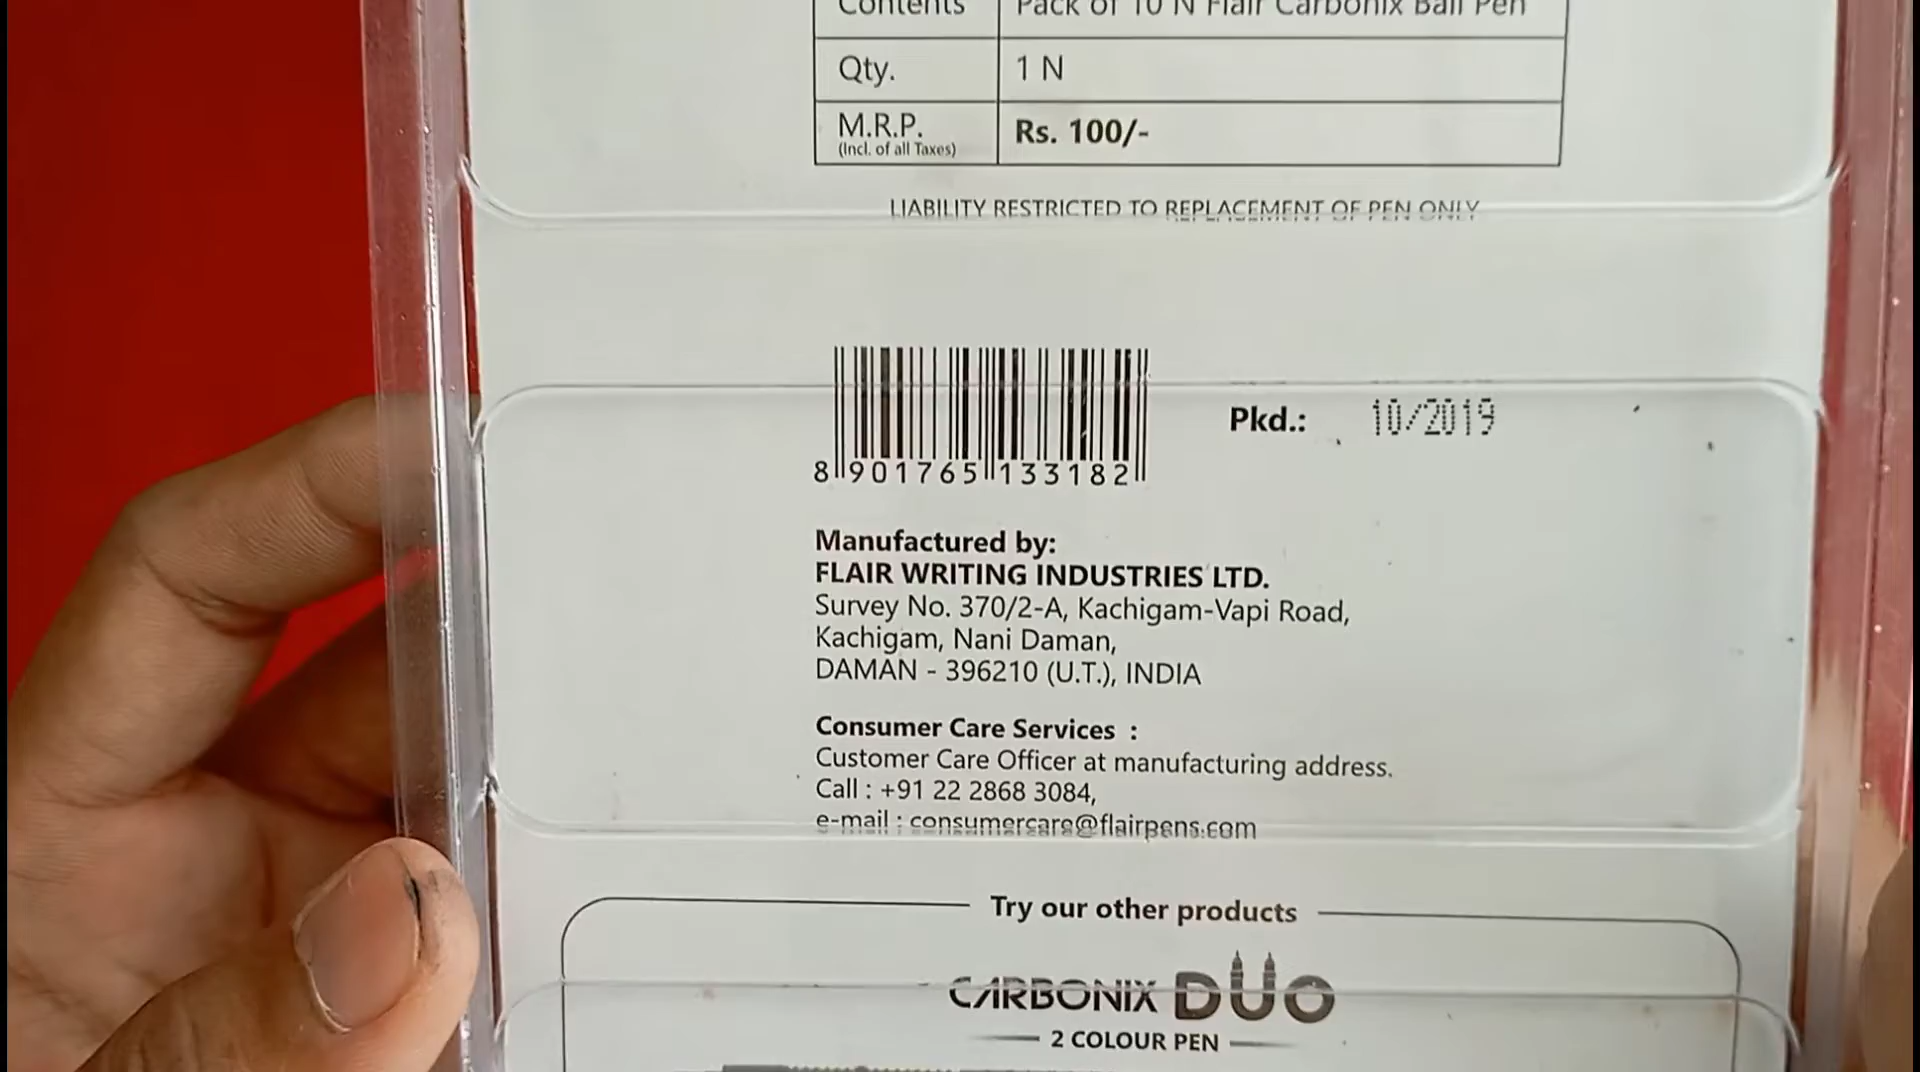 Contents Pack of 10 N Flair Carbonix Ball Pen
Qty. 1 N
M.R.P. Rs. 100/-
(Incl. of all Taxes)
LIABILITY RESTRICTED TO REPLACEMENT OF PEN ONLY
Pkd.: 10/2019
8 901765 133182
Manufactured by:
FLAIR WRITING INDUSTRIES LTD.
Survey No. 370/2-A, Kachigam-Vapi Road,
Kachigam, Nani Daman,
DAMAN - 396210 (U.T.), INDIA
Consumer Care Services :
Customer Care Officer at manufacturing address.
Call : +91 22 2868 3084,
e-mail : consumercare@flairpens.com
Try our other products
CARBONIX DUO
2 COLOUR PEN